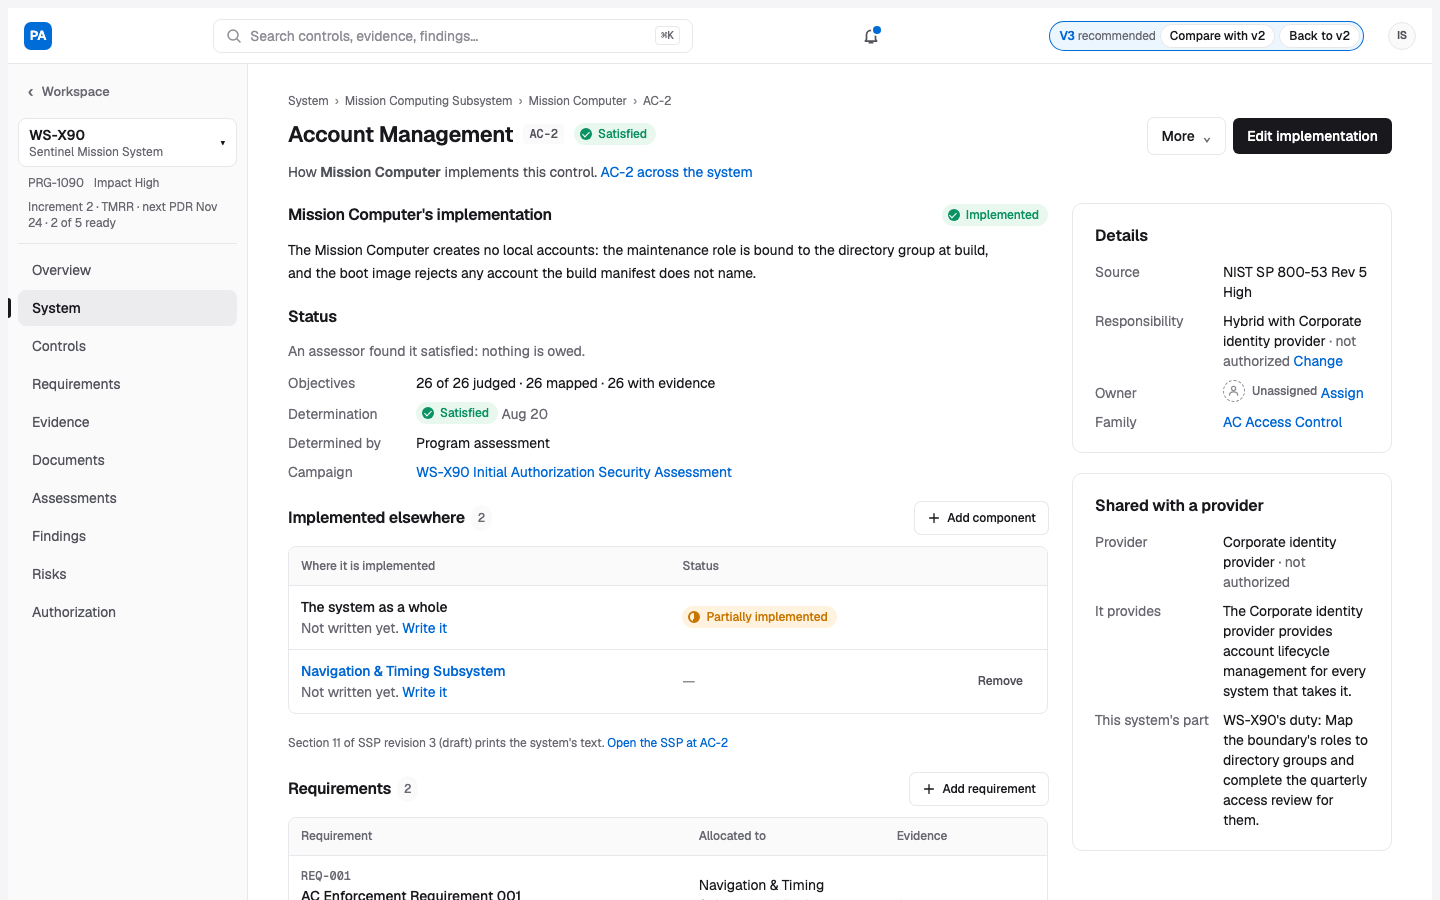 PA
Search controls, evidence, findings...
⌘K
V3 recommended
Compare with v2
Back to v2
IS
‹ Workspace
WS-X90
Sentinel Mission System
PRG-1090 Impact High
Increment 2 · TMRR · next PDR Nov
24 · 2 of 5 ready
Overview
System
Controls
Requirements
Evidence
Documents
Assessments
Findings
Risks
Authorization
System › Mission Computing Subsystem › Mission Computer › AC-2
Account Management AC-2 Satisfied
More
Edit implementation
How Mission Computer implements this control. AC-2 across the system
Mission Computer's implementation
Implemented
The Mission Computer creates no local accounts: the maintenance role is bound to the directory group at build,
and the boot image rejects any account the build manifest does not name.
Status
An assessor found it satisfied: nothing is owed.
Objectives 26 of 26 judged · 26 mapped · 26 with evidence
Determination Satisfied Aug 20
Determined by Program assessment
Campaign WS-X90 Initial Authorization Security Assessment
Implemented elsewhere 2
+ Add component
Where it is implemented Status
The system as a whole
Not written yet. Write it
Partially implemented
Navigation & Timing Subsystem
Not written yet. Write it
—
Remove
Section 11 of SSP revision 3 (draft) prints the system's text. Open the SSP at AC-2
Requirements 2
+ Add requirement
Requirement Allocated to Evidence
REQ-001
AC Enforcement Requirement 001
Navigation & Timing
Details
Source NIST SP 800-53 Rev 5
High
Responsibility Hybrid with Corporate
identity provider · not
authorized Change
Owner Unassigned Assign
Family AC Access Control
Shared with a provider
Provider Corporate identity
provider · not
authorized
It provides The Corporate identity
provider provides
account lifecycle
management for every
system that takes it.
This system's part WS-X90's duty: Map
the boundary's roles to
directory groups and
complete the quarterly
access review for
them.